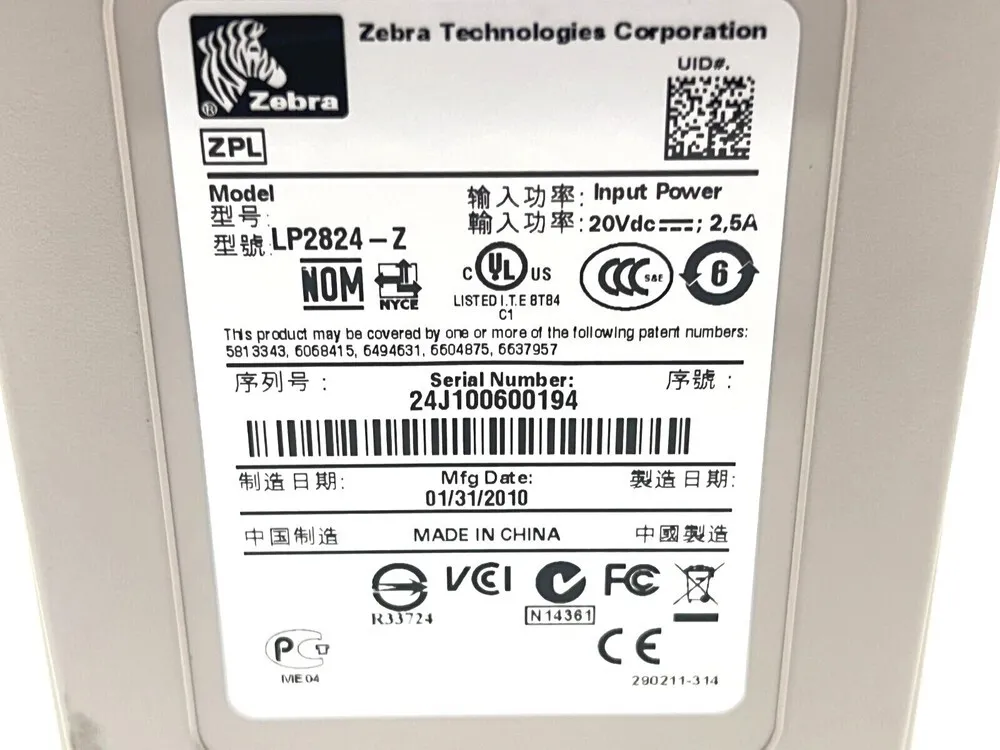 Zebra Technologies Corporation
UID#.
Zebra
®
ZPL
Model
型号:
型號:
LP2824-Z
输入功率: Input Power
輸入功率: 20Vdc⎓; 2,5A
NOM
NYCE
C UL US
LISTED I.T.E 8T84
C1
CCC S&E
6
This product may be covered by one or more of the following patent numbers:
5813343, 6068415, 6494631, 6604875, 6637957
序列号: Serial Number: 序號:
24J100600194
制造日期: Mfg Date: 製造日期:
01/31/2010
中国制造 MADE IN CHINA 中國製造
R33724
VCI
N14361
FC
PC T
ME 04
CE
290211-314